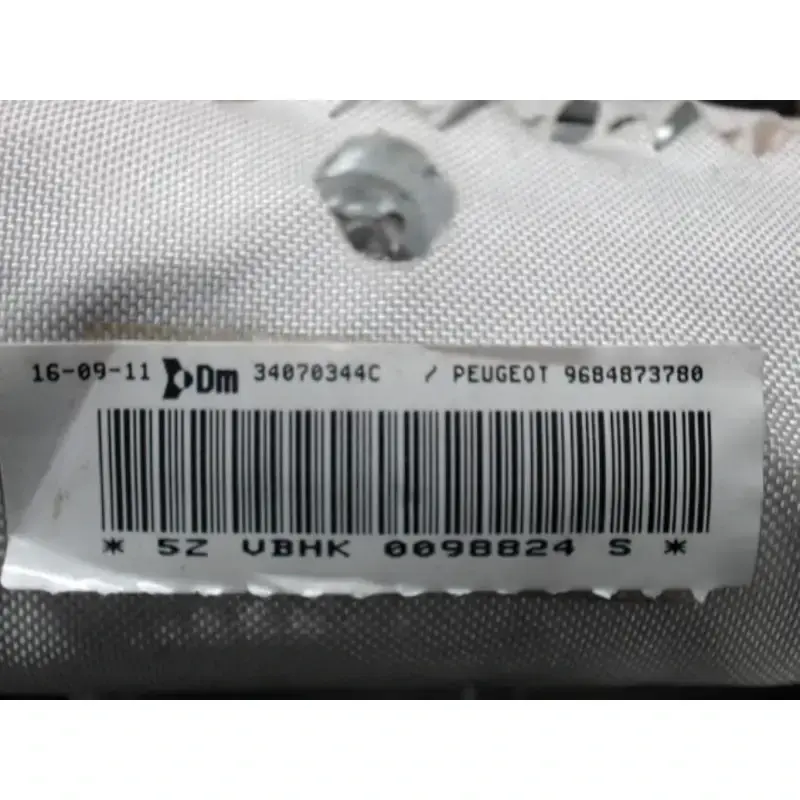 16-09-11 Dm 34070344C / PEUGEOT 9684873780
* 5Z VBHK 0098824 S *